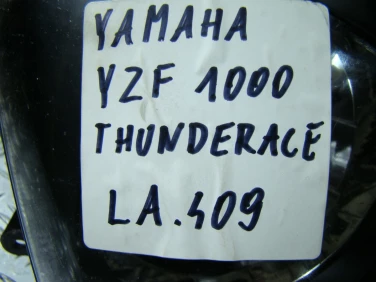 YAMAHA
YZF 1000
THUNDERACE
LA.409